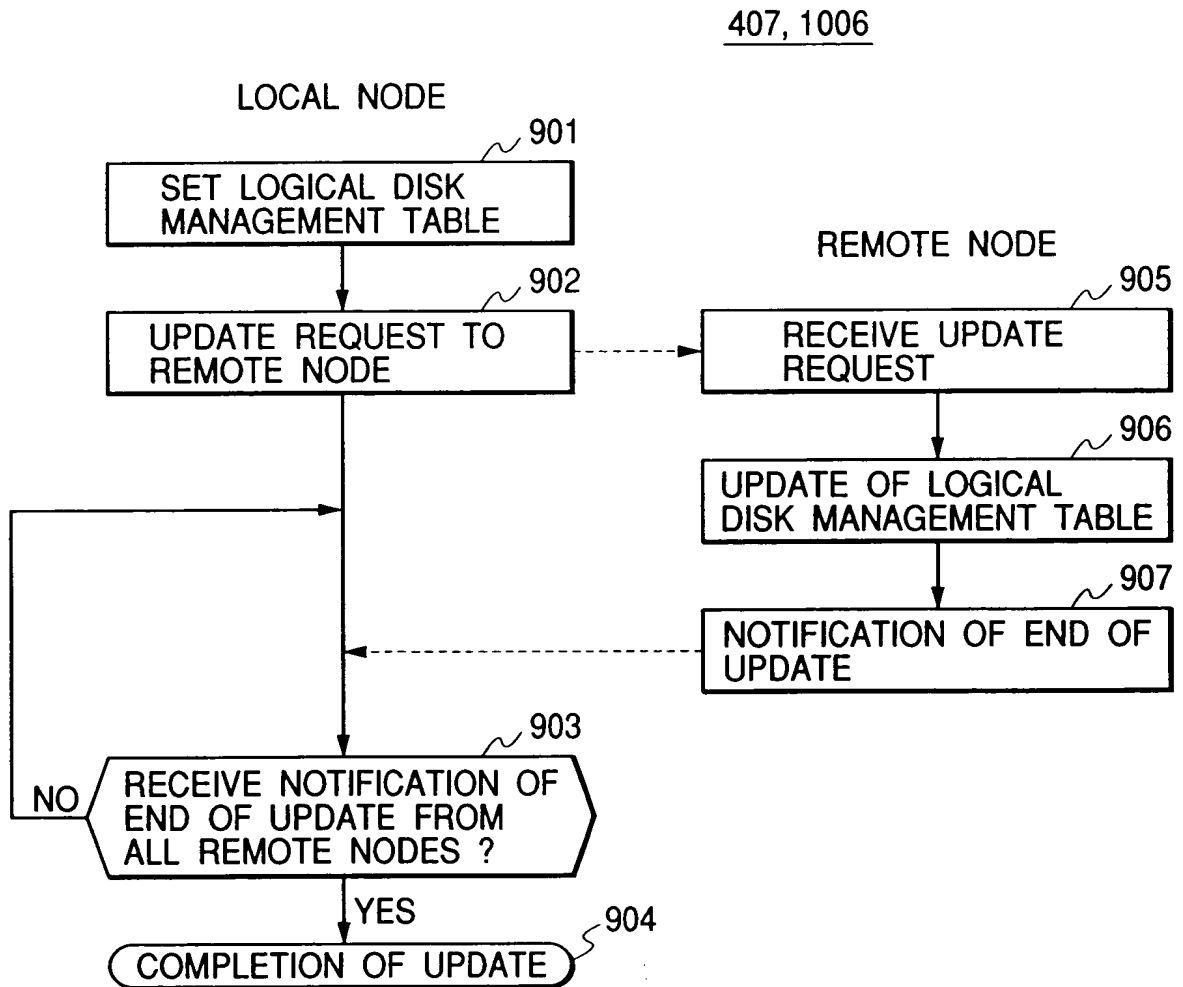 407, 1006
LOCAL NODE
901
SET LOGICAL DISK
MANAGEMENT TABLE
902
UPDATE REQUEST TO
REMOTE NODE
REMOTE NODE
905
RECEIVE UPDATE
REQUEST
906
UPDATE OF LOGICAL
DISK MANAGEMENT TABLE
907
NOTIFICATION OF END OF
UPDATE
903
RECEIVE NOTIFICATION OF
END OF UPDATE FROM
ALL REMOTE NODES ?
NO
YES
904
COMPLETION OF UPDATE